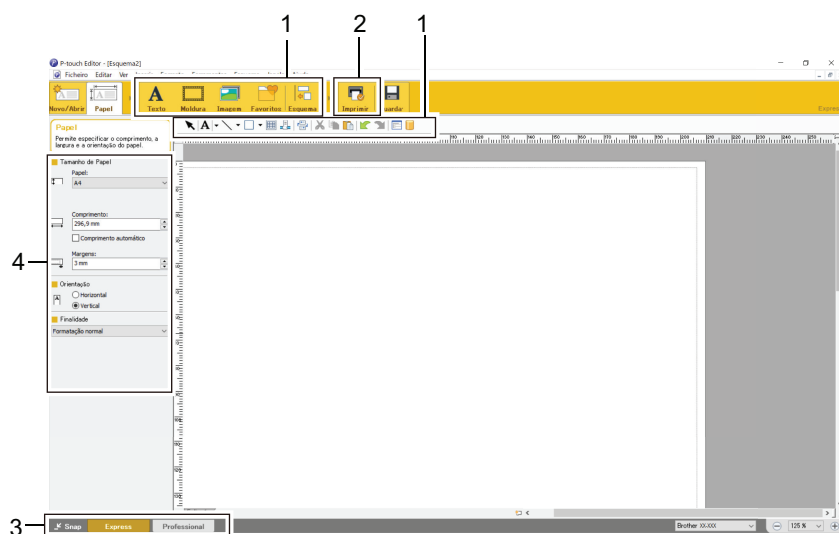 1 2 1
P-touch Editor - [Esquema2]
Ficheiro Editar Ver
Novo/Abrir Papel Texto Moldura Imagem Favoritos Esquema Imprimir uardar Expres
Papel
Permite especificar o comprimento, a
largura e a orientação do papel.
Tamanho de Papel
Papel:
A4
Comprimento:
296,9 mm
Comprimento automático
4
Margens:
3 mm
Orientação
Horizontal
Vertical
Finalidade
Formatação normal
3
Snap Express Professional
Brother XX-XXX 125 %